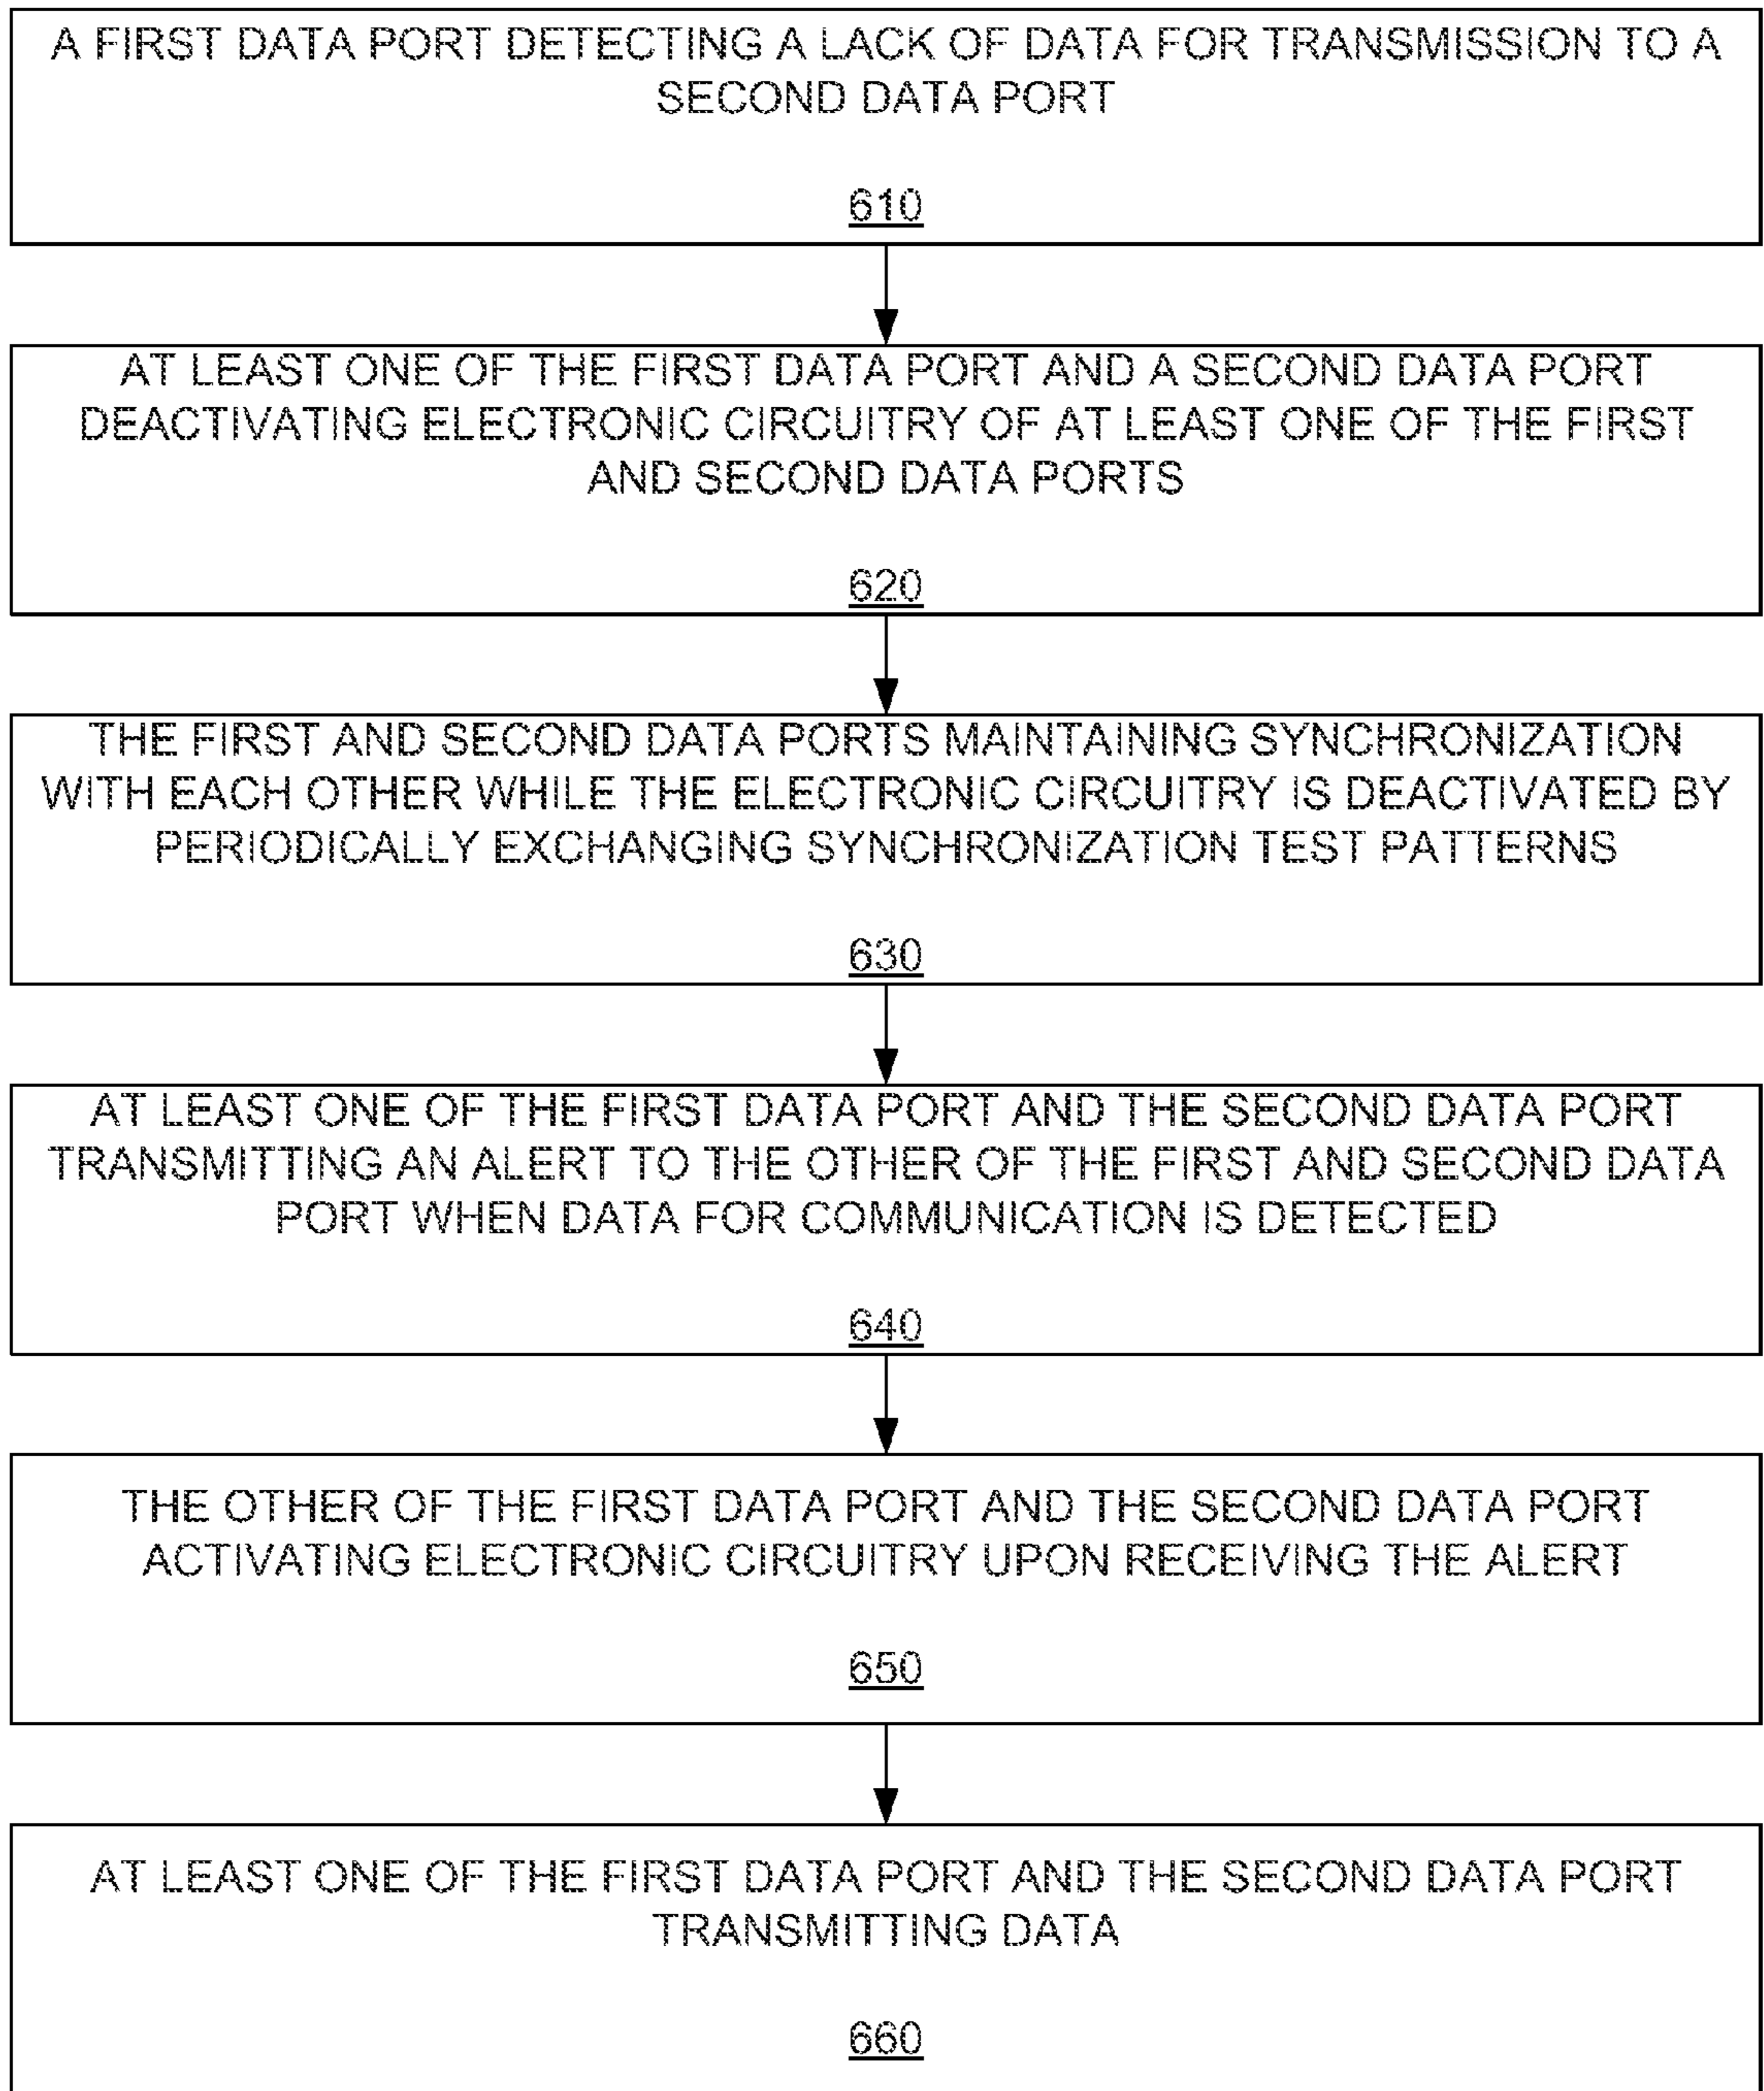 A FIRST DATA PORT DETECTING A LACK OF DATA FOR TRANSMISSION TO A
SECOND DATA PORT
610
AT LEAST ONE OF THE FIRST DATA PORT AND A SECOND DATA PORT
DEACTIVATING ELECTRONIC CIRCUITRY OF AT LEAST ONE OF THE FIRST
AND SECOND DATA PORTS
620
THE FIRST AND SECOND DATA PORTS MAINTAINING SYNCHRONIZATION
WITH EACH OTHER WHILE THE ELECTRONIC CIRCUITRY IS DEACTIVATED BY
PERIODICALLY EXCHANGING SYNCHRONIZATION TEST PATTERNS
630
AT LEAST ONE OF THE FIRST DATA PORT AND THE SECOND DATA PORT
TRANSMITTING AN ALERT TO THE OTHER OF THE FIRST AND SECOND DATA
PORT WHEN DATA FOR COMMUNICATION IS DETECTED
640
THE OTHER OF THE FIRST DATA PORT AND THE SECOND DATA PORT
ACTIVATING ELECTRONIC CIRCUITRY UPON RECEIVING THE ALERT
650
AT LEAST ONE OF THE FIRST DATA PORT AND THE SECOND DATA PORT
TRANSMITTING DATA
660